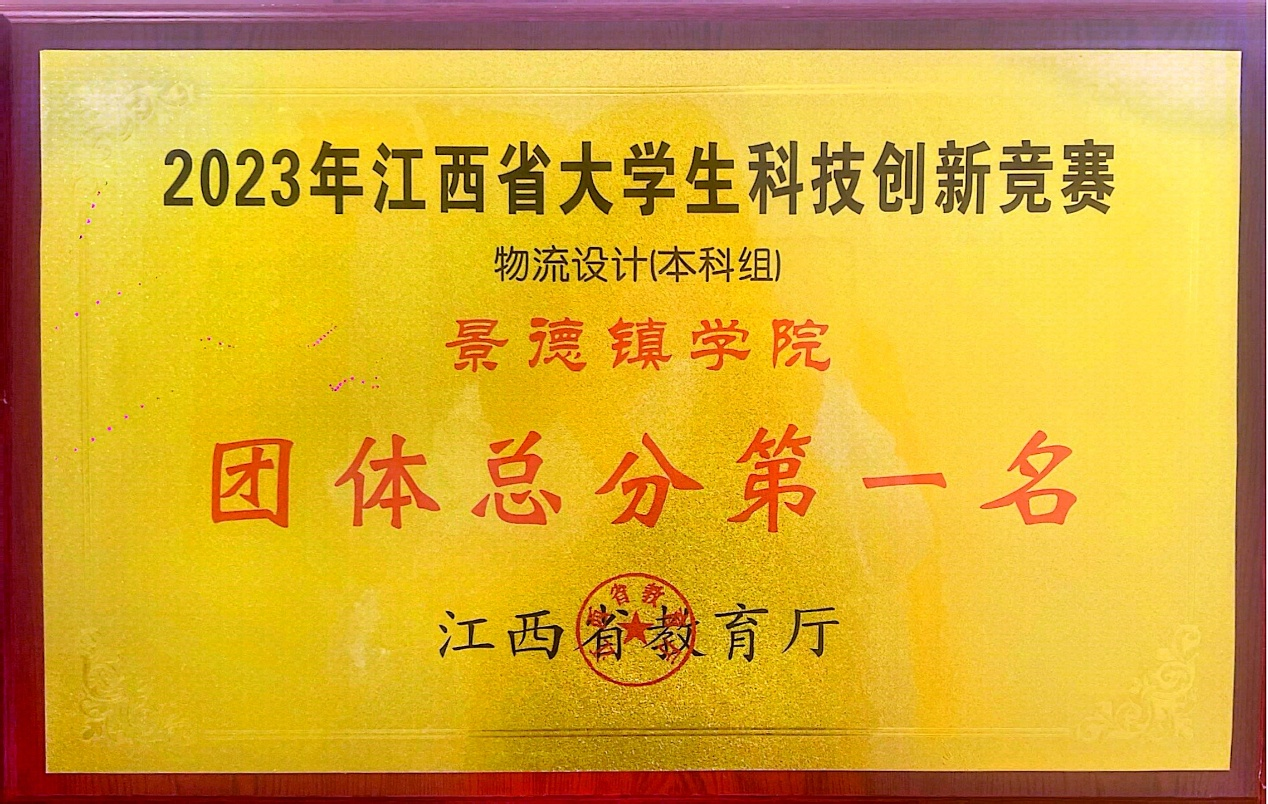 2023年江西省大学生科技创新竞赛
物流设计(本科组)
景德镇学院
团体总分第一名
江西省教育厅
省教